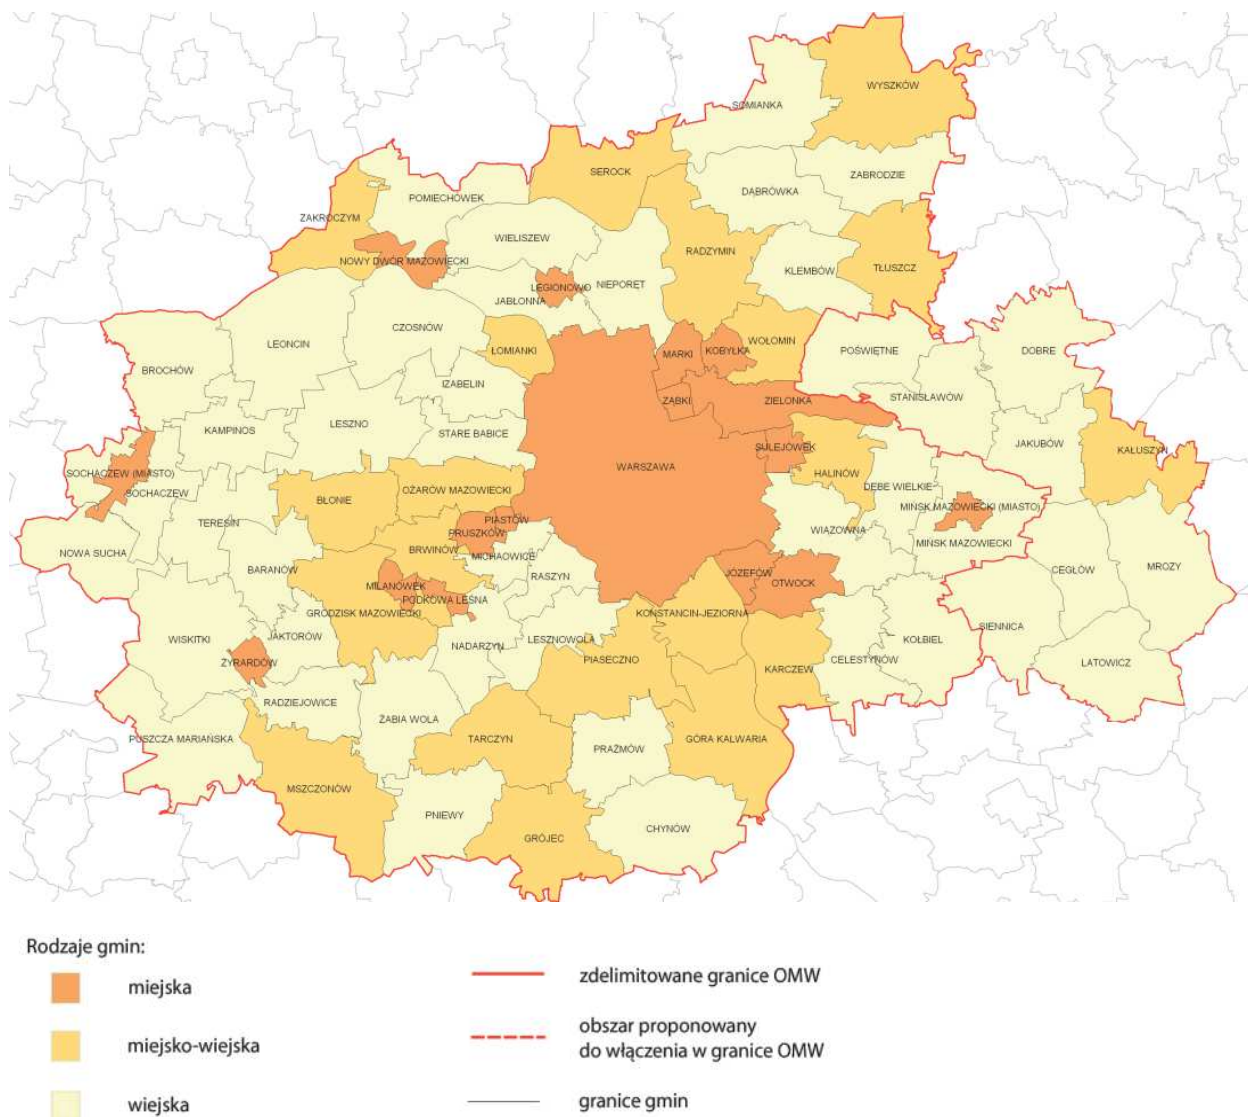 WYSZKÓW
SOMIANKA
SEROCK
ZABRODZIE
DĄBRÓWKA
POMIECHÓWEK
ZAKROCZYM
WIELISZEW
RADZYMIN
NOWY DWÓR MAZOWIECKI
KLEMBÓW
TŁUSZCZ
LEGIONOWO
NIEPORĘT
JABŁONNA
CZOSNÓW
LEONCIN
WOŁOMIN
ŁOMIANKI
MARKI
KOBYŁKA
POŚWIĘTNE
DOBRE
BROCHÓW
IZABELIN
ZĄBKI
ZIELONKA
STANISŁAWÓW
LESZNO
KAMPINOS
STARE BABICE
JAKUBÓW
SULEJÓWEK
KAŁUSZYN
WARSZAWA
SOCHACZEW (MIASTO)
OŻARÓW MAZOWIECKI
HALINÓW
DĘBE WIELKIE
SOCHACZEW
BŁONIE
MIŃSK MAZOWIECKI (MIASTO)
TERESIN
PIASTÓW
WIĄZOWNA
PRUSZKÓW
MIŃSK MAZOWIECKI
NOWA SUCHA
BRWINÓW
MICHAOWICE
MROZY
BARANÓW
RASZYN
JÓZEFÓW
CEGŁÓW
MILANÓWEK
OTWOCK
PODKOWA LEŚNA
GRODZISK MAZOWIECKI
KONSTANCIN-JEZIORNA
SIENNICA
JAKTORÓW
WISKITKI
LESZNOWOLA
KOŁBIEL
NADARZYN
ŻYRARDÓW
PIASECZNO
CELESTYNÓW
LATOWICZ
KARCZEW
RADZIEJOWICE
ŻABIA WOLA
PUSZCZA MARIAŃSKA
TARCZYN
GÓRA KALWARIA
PRAŻMÓW
MSZCZONÓW
PNIEWY
CHYNÓW
GRÓJEC
Rodzaje gmin:
miejska
miejsko-wiejska
wiejska
zdelimitowane granice OMW
obszar proponowany
do włączenia w granice OMW
granice gmin